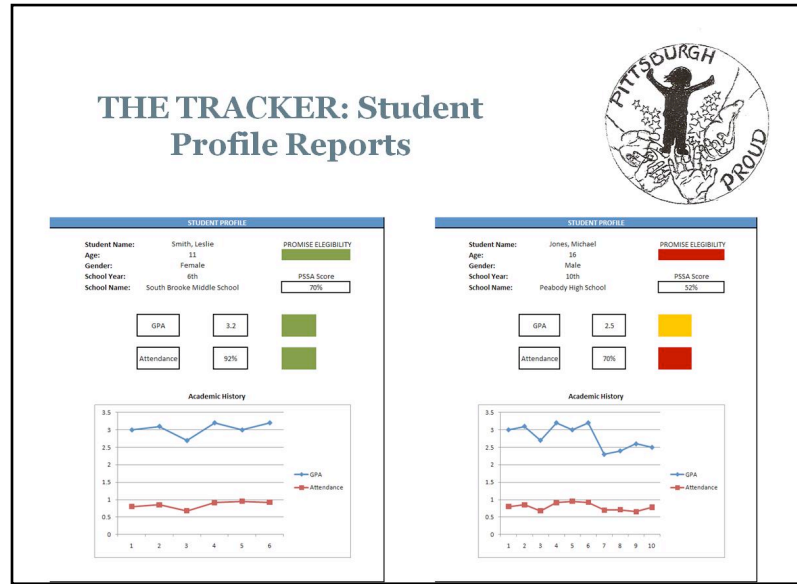 THE TRACKER: Student
Profile Reports
PITTSBURGH
PROUD
STUDENT PROFILE
Student Name: Smith, Leslie PROMISE ELEGIBILITY
Age: 11
Gender: Female
School Year: 6th PSSA Score
School Name: South Brooke Middle School 70%
GPA 3.2
Attendance 92%
Academic History
3.5
3
2.5
2
1.5
1
0.5
0
1 2 3 4 5 6
GPA
Attendance
STUDENT PROFILE
Student Name: Jones, Michael PROMISE ELEGIBILITY
Age: 16
Gender: Male
School Year: 10th PSSA Score
School Name: Peabody High School 52%
GPA 2.5
Attendance 70%
Academic History
3.5
3
2.5
2
1.5
1
0.5
0
1 2 3 4 5 6 7 8 9 10
GPA
Attendance